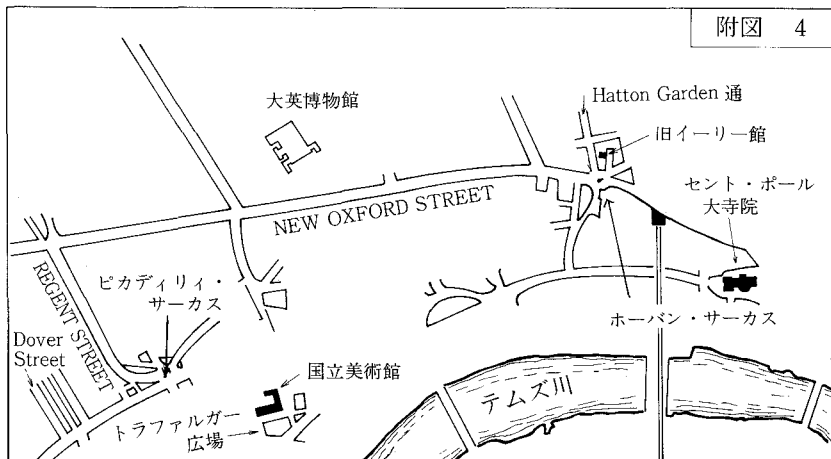 附図 4
大英博物館
Hatton Garden 通
旧イーリー館
セント・ポール
大寺院
NEW OXFORD STREET
REGENT STREET
ピカディリィ・
サーカス
ホーバン・サーカス
Dover
Street
国立美術館
トラファルガー
広場
テムズ川